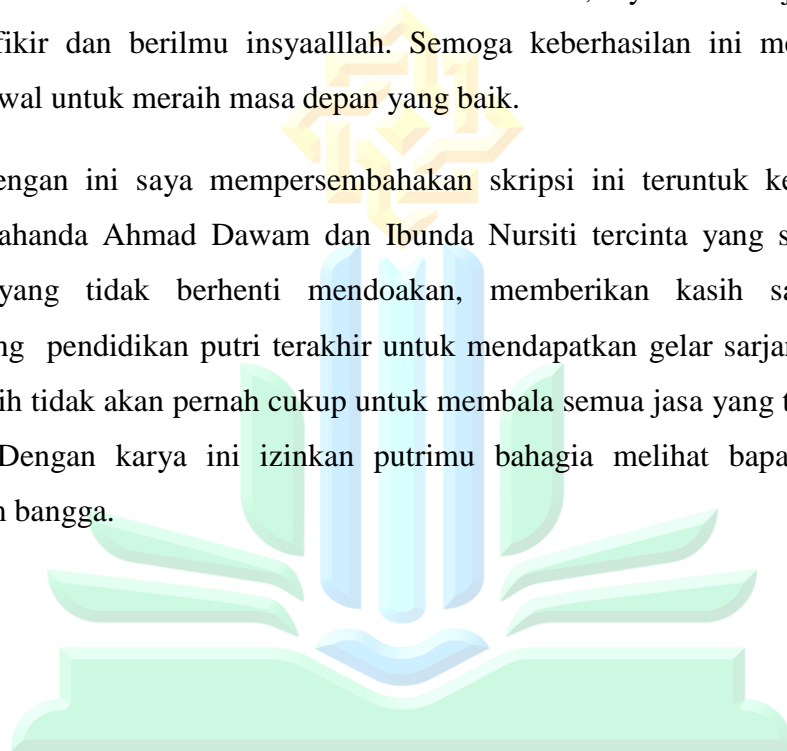 fikir dan berilmu insyaalllah. Semoga keberhasilan ini me
wal untuk meraih masa depan yang baik.
engan ini saya mempersembahakan skripsi ini teruntuk ke
ahanda Ahmad Dawam dan Ibunda Nursiti tercinta yang s
yang tidak berhenti mendoakan, memberikan kasih sa
ng pendidikan putri terakhir untuk mendapatkan gelar sarjar
ih tidak akan pernah cukup untuk membala semua jasa yang t
Dengan karya ini izinkan putrimu bahagia melihat bapa
n bangga.